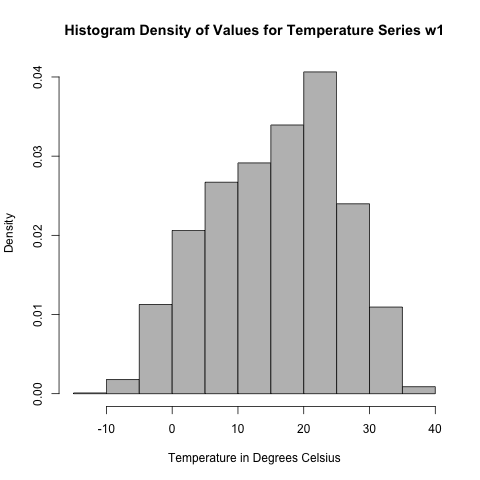 Histogram Density of Values for Temperature Series w1
Density
0.04
0.03
0.02
0.01
0.00
-10 0 10 20 30 40
Temperature in Degrees Celsius